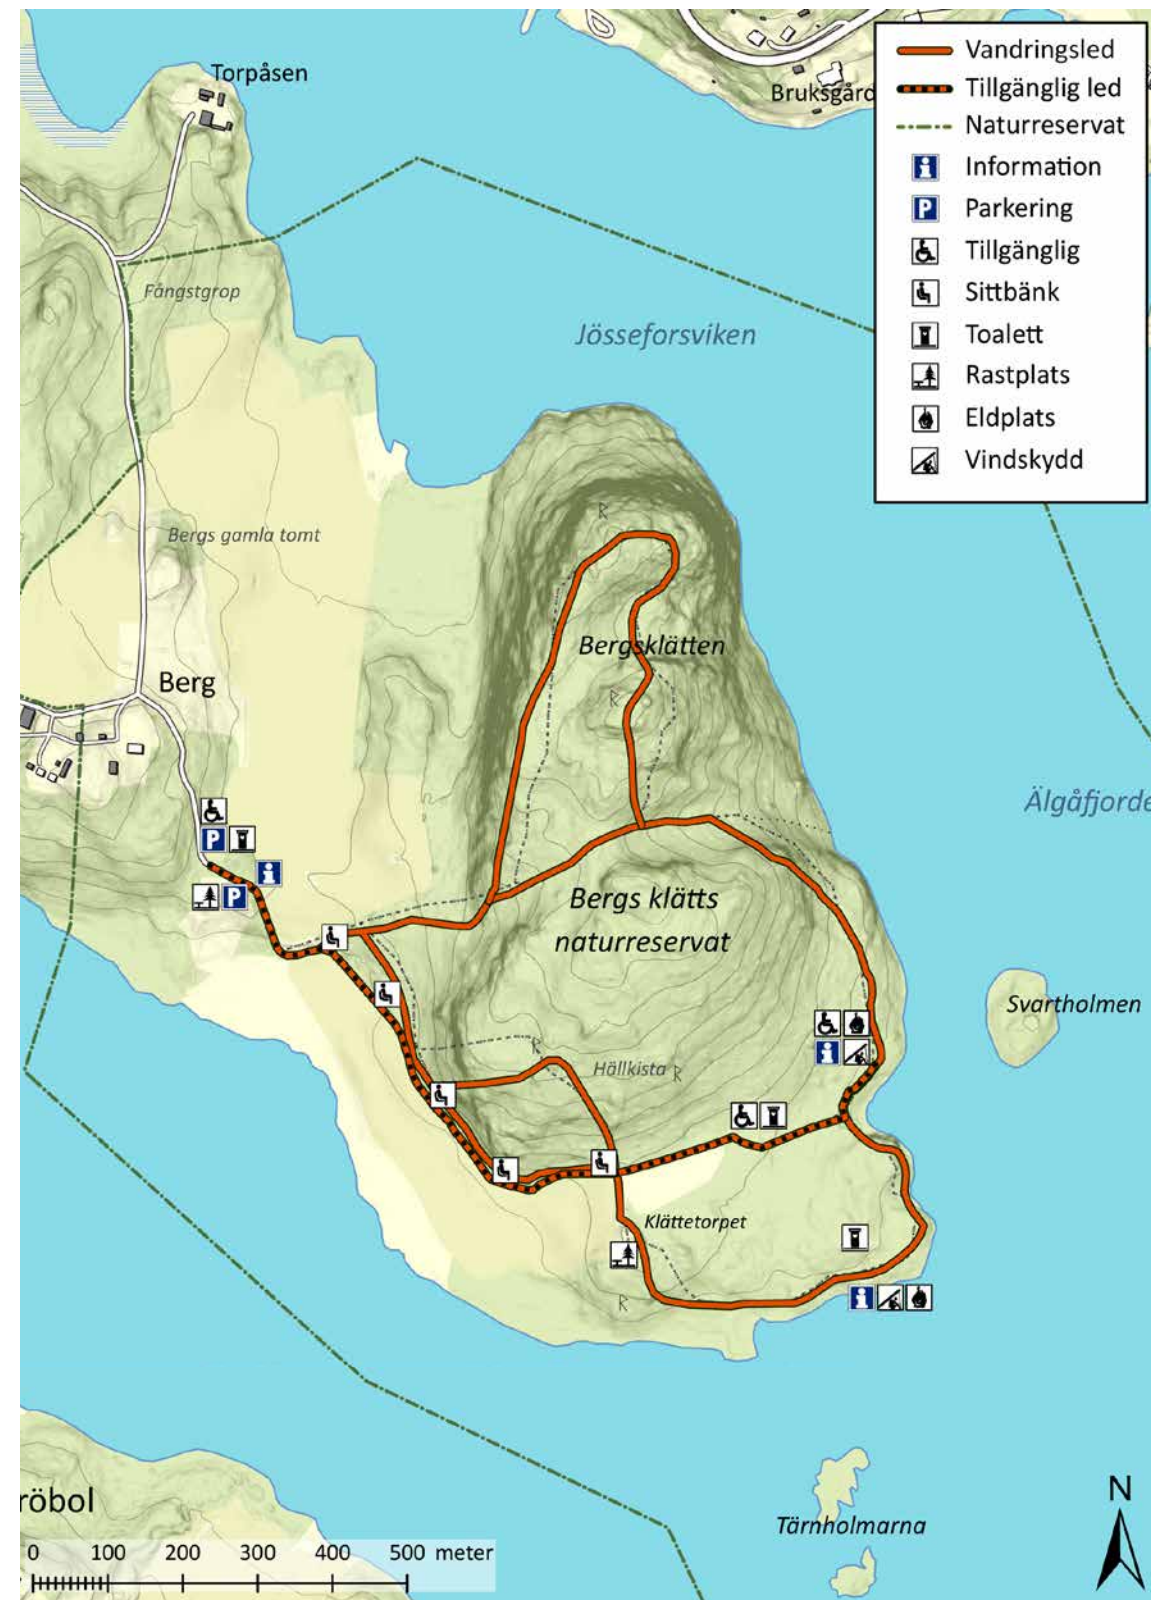 Torpåsen
Bruksgård
Vandringsled
Tillgänglig led
Naturreservat
Information
Parkering
Tillgänglig
Sittbänk
Toalett
Rastplats
Eldplats
Vindskydd
Fångstgrop
Jösseforsviken
Bergs gamla tomt
R
Bergsklätten
Berg
R
Älgåfjorde
P
P
Bergs klätts
naturreservat
Svartholmen
R
Hällkista
R
Klättetorpet
R
röbol
N
Tärnholmarna
0 100 200 300 400 500 meter